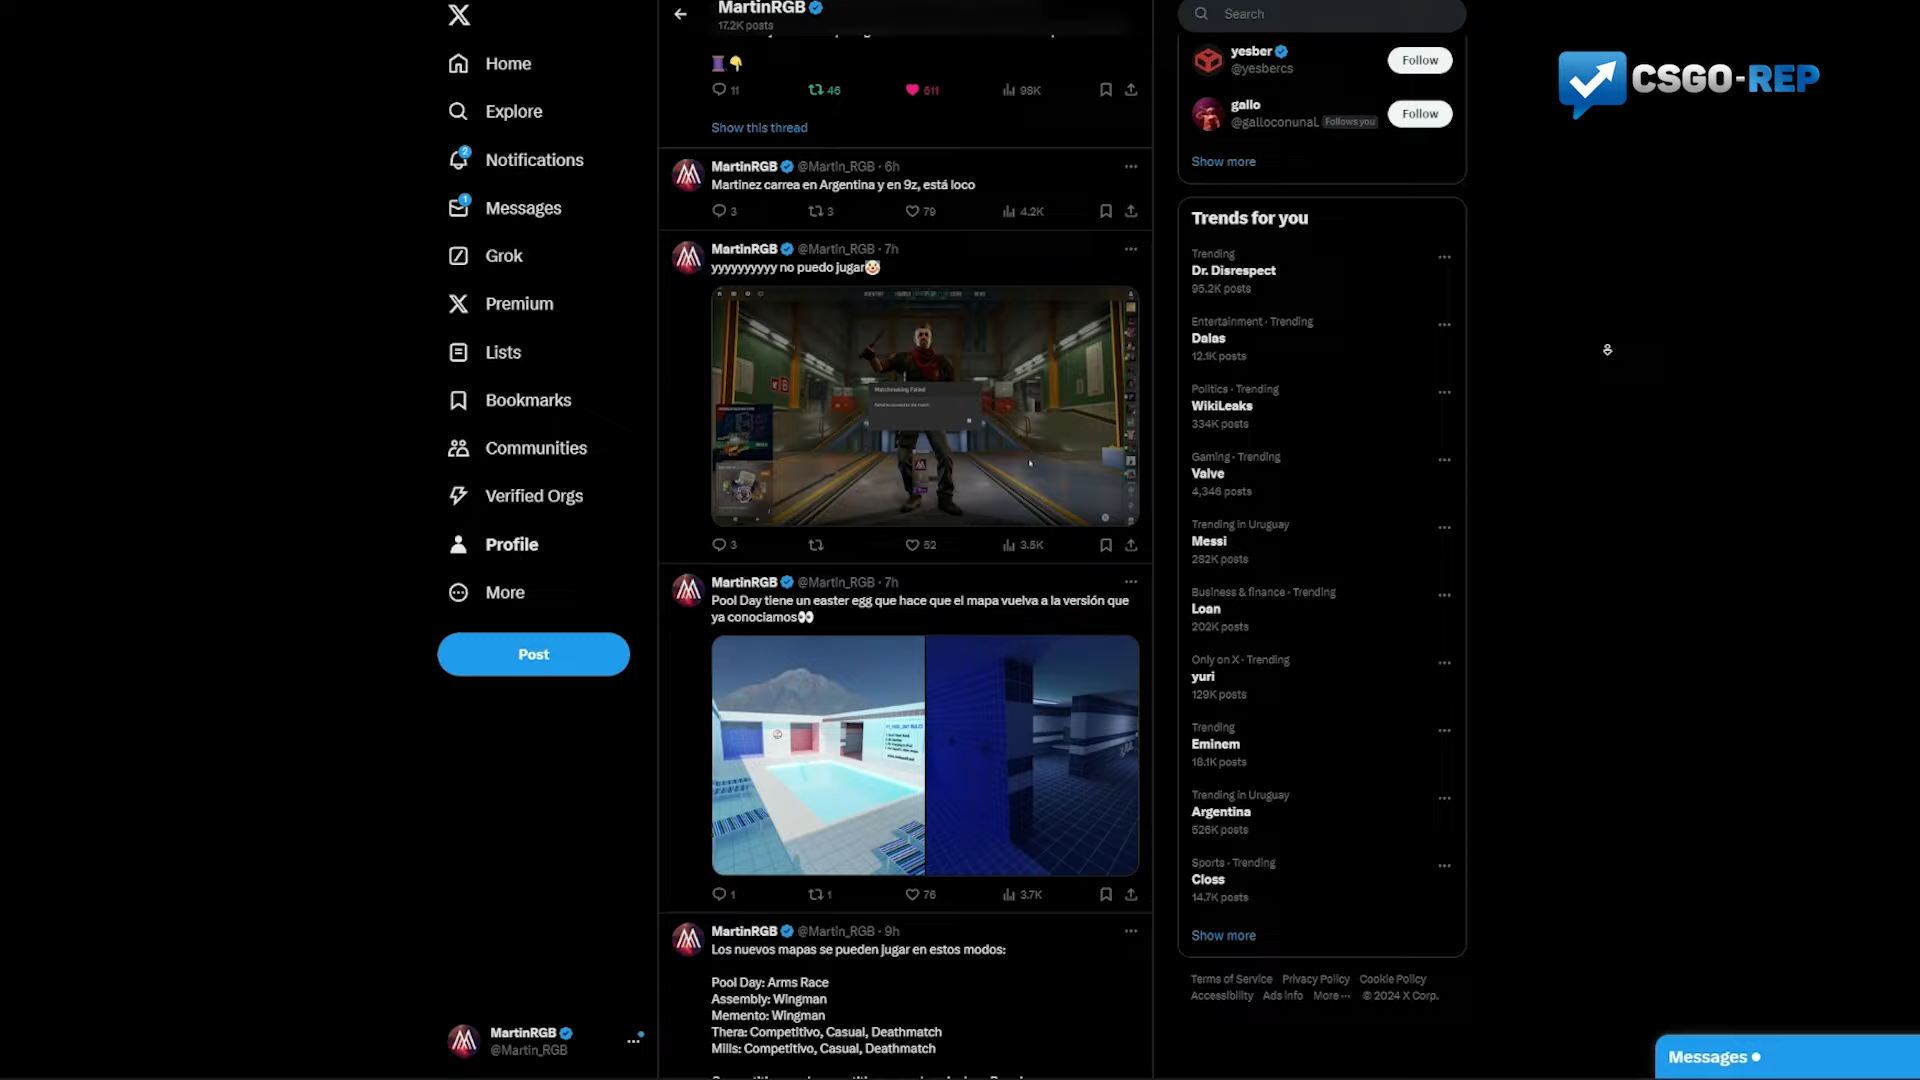 Home
Explore
2
Notifications
1
Messages
Grok
Premium
Lists
Bookmarks
Communities
Verified Orgs
Profile
More
Post
MartinRGB
@Martin_RGB
MartinRGB
17.2K posts
11 46 611 98K
Show this thread
MartinRGB @Martin_RGB · 6h
Martinez carrea en Argentina y en 9z, está loco
3 3 79 4.2K
MartinRGB @Martin_RGB · 7h
yyyyyyyyyy no puedo jugar🤡
Matchmaking Failed
3 52 3.5K
MartinRGB @Martin_RGB · 7h
Pool Day tiene un easter egg que hace que el mapa vuelva a la versión que
ya conociamos👀
1 1 76 3.7K
MartinRGB @Martin_RGB · 9h
Los nuevos mapas se pueden jugar en estos modos:
Pool Day: Arms Race
Assembly: Wingman
Memento: Wingman
Thera: Competitivo, Casual, Deathmatch
Mills: Competitivo, Casual, Deathmatch
Search
yesber
@yesbercs
Follow
gallo
@galloconunaL Follows you
Follow
Show more
Trends for you
Trending
Dr. Disrespect
95.2K posts
Entertainment · Trending
Dalas
12.1K posts
Politics · Trending
WikiLeaks
334K posts
Gaming · Trending
Valve
4,346 posts
Trending in Uruguay
Messi
282K posts
Business & finance · Trending
Loan
202K posts
Only on X · Trending
yuri
129K posts
Trending
Eminem
18.1K posts
Trending in Uruguay
Argentina
526K posts
Sports · Trending
Closs
14.7K posts
Show more
Terms of Service Privacy Policy Cookie Policy
Accessibility Ads info More ··· © 2024 X Corp.
CSGO-REP
Messages